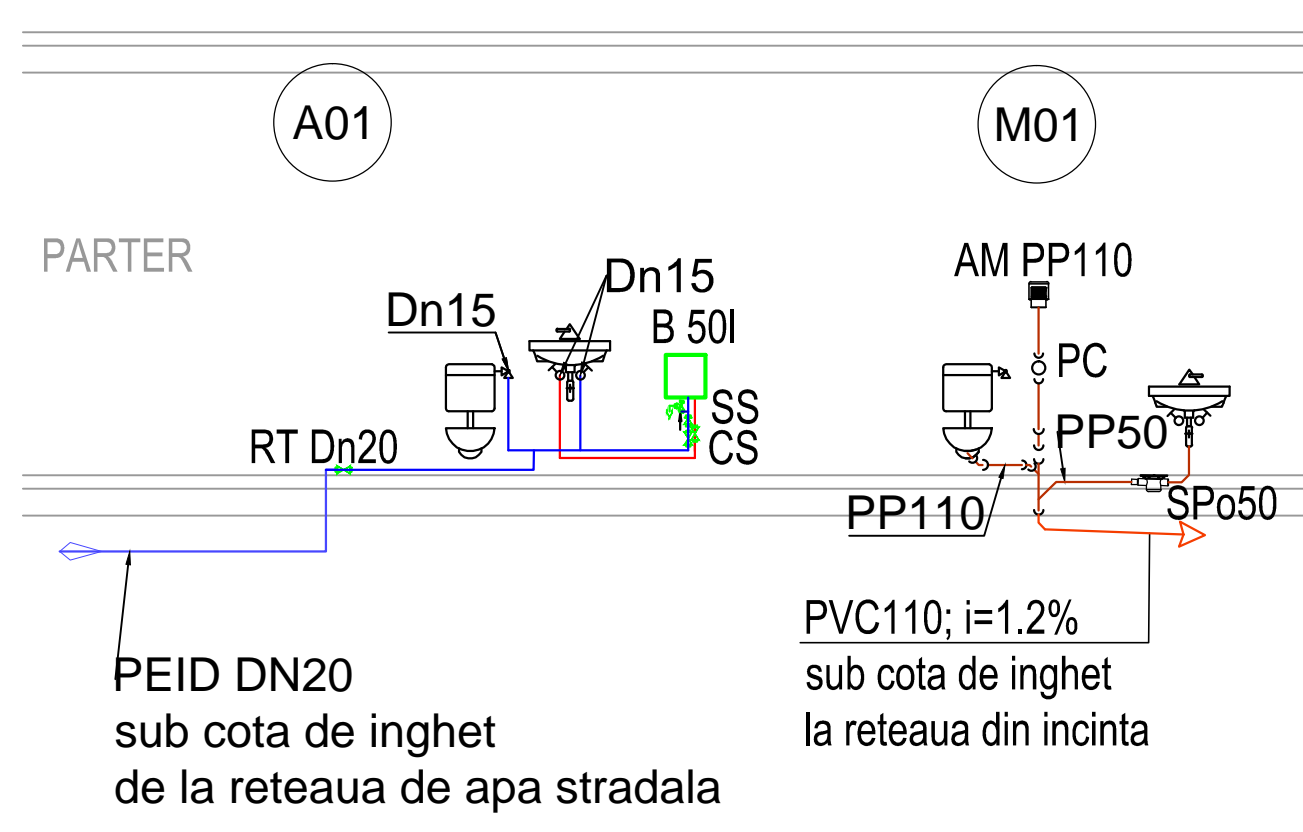 A01
M01
PARTER
AM PP110
Dn15
Dn15
B 50l
PC
SS
CS
RT Dn20
PP50
PP110
SPo50
PVC110; i=1.2%
sub cota de inghet
la reteaua din incinta
PEID DN20
sub cota de inghet
de la reteaua de apa stradala